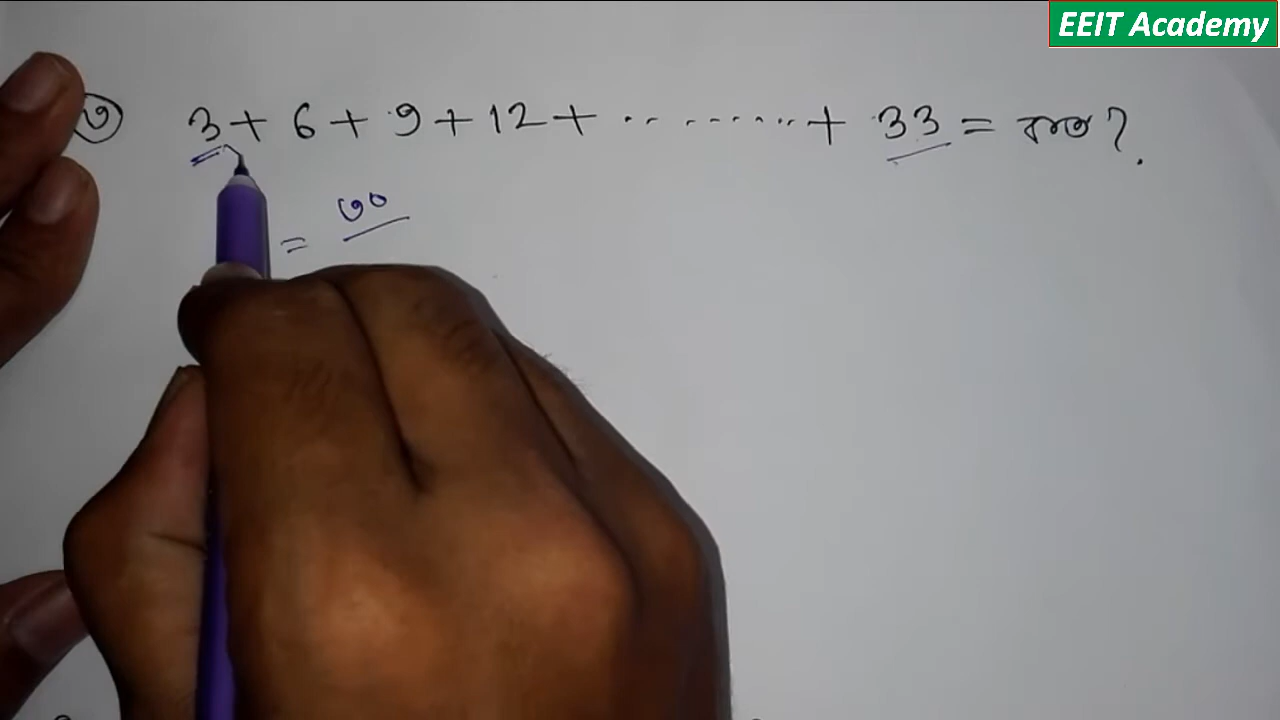 EEIT Academy
৩ 3 + 6 + 9 + 12 + ......... + 33 = কত ?
= ৩০